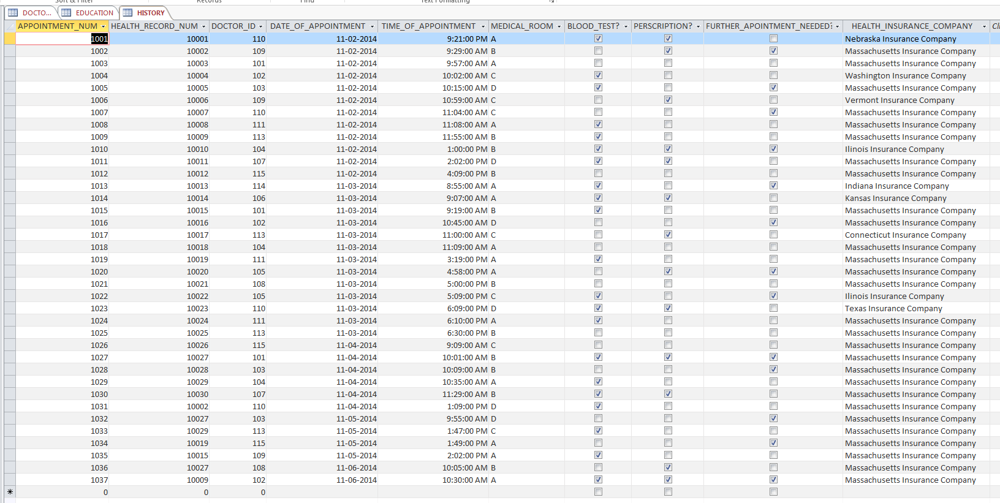 Sort & Filter Records Find Text Formatting
DOCTO... EDUCATION HISTORY
APPOINTMENT_NUM HEALTH_RECORD_NUM DOCTOR_ID DATE_OF_APPOINTMENT TIME_OF_APPOINTMENT MEDICAL_ROOM BLOOD_TEST? PERSCRIPTION? FURTHER_APOINTMENT_NEEDED? HEALTH_INSURANCE_COMPANY
1001 10001 110 11-02-2014 9:21:00 PM A Nebraska Insurance Company
1002 10002 109 11-02-2014 9:29:00 AM B Massachusetts Insurance Company
1003 10003 101 11-02-2014 9:57:00 AM A Massachusetts Insurance Company
1004 10004 102 11-02-2014 10:02:00 AM C Washington Insurance Company
1005 10005 103 11-02-2014 10:15:00 AM D Massachusetts Insurance Company
1006 10006 109 11-02-2014 10:59:00 AM C Vermont Insurance Company
1007 10007 110 11-02-2014 11:04:00 AM C Massachusetts Insurance Company
1008 10008 111 11-02-2014 11:08:00 AM A Massachusetts Insurance Company
1009 10009 113 11-02-2014 11:55:00 AM B Massachusetts Insurance Company
1010 10010 104 11-02-2014 1:00:00 PM B Ilinois Insurance Company
1011 10011 107 11-02-2014 2:02:00 PM D Massachusetts Insurance Company
1012 10012 115 11-02-2014 4:09:00 PM B Massachusetts Insurance Company
1013 10013 114 11-03-2014 8:55:00 AM A Indiana Insurance Company
1014 10014 106 11-03-2014 9:07:00 AM A Kansas Insurance Company
1015 10015 101 11-03-2014 9:19:00 AM B Massachusetts Insurance Company
1016 10016 102 11-03-2014 10:45:00 AM D Massachusetts Insurance Company
1017 10017 113 11-03-2014 11:00:00 AM C Connecticut Insurance Company
1018 10018 104 11-03-2014 11:09:00 AM A Massachusetts Insurance Company
1019 10019 111 11-03-2014 3:19:00 PM A Massachusetts Insurance Company
1020 10020 105 11-03-2014 4:58:00 PM A Massachusetts Insurance Company
1021 10021 108 11-03-2014 5:00:00 PM B Massachusetts Insurance Company
1022 10022 105 11-03-2014 5:09:00 PM C Ilinois Insurance Company
1023 10023 110 11-03-2014 6:09:00 PM D Texas Insurance Company
1024 10024 111 11-03-2014 6:10:00 PM A Massachusetts Insurance Company
1025 10025 113 11-03-2014 6:30:00 PM B Massachusetts Insurance Company
1026 10026 115 11-04-2014 9:09:00 AM C Massachusetts Insurance Company
1027 10027 101 11-04-2014 10:01:00 AM B Massachusetts Insurance Company
1028 10028 103 11-04-2014 10:09:00 AM B Massachusetts Insurance Company
1029 10029 104 11-04-2014 10:35:00 AM A Massachusetts Insurance Company
1030 10030 107 11-04-2014 11:29:00 AM B Massachusetts Insurance Company
1031 10002 110 11-04-2014 1:09:00 PM D Massachusetts Insurance Company
1032 10027 103 11-05-2014 9:55:00 AM D Massachusetts Insurance Company
1033 10029 113 11-05-2014 1:47:00 PM C Massachusetts Insurance Company
1034 10019 115 11-05-2014 1:49:00 PM A Massachusetts Insurance Company
1035 10015 109 11-05-2014 2:02:00 PM A Massachusetts Insurance Company
1036 10027 108 11-06-2014 10:05:00 AM B Massachusetts Insurance Company
1037 10009 102 11-06-2014 10:30:00 AM A Massachusetts Insurance Company
0 0 0